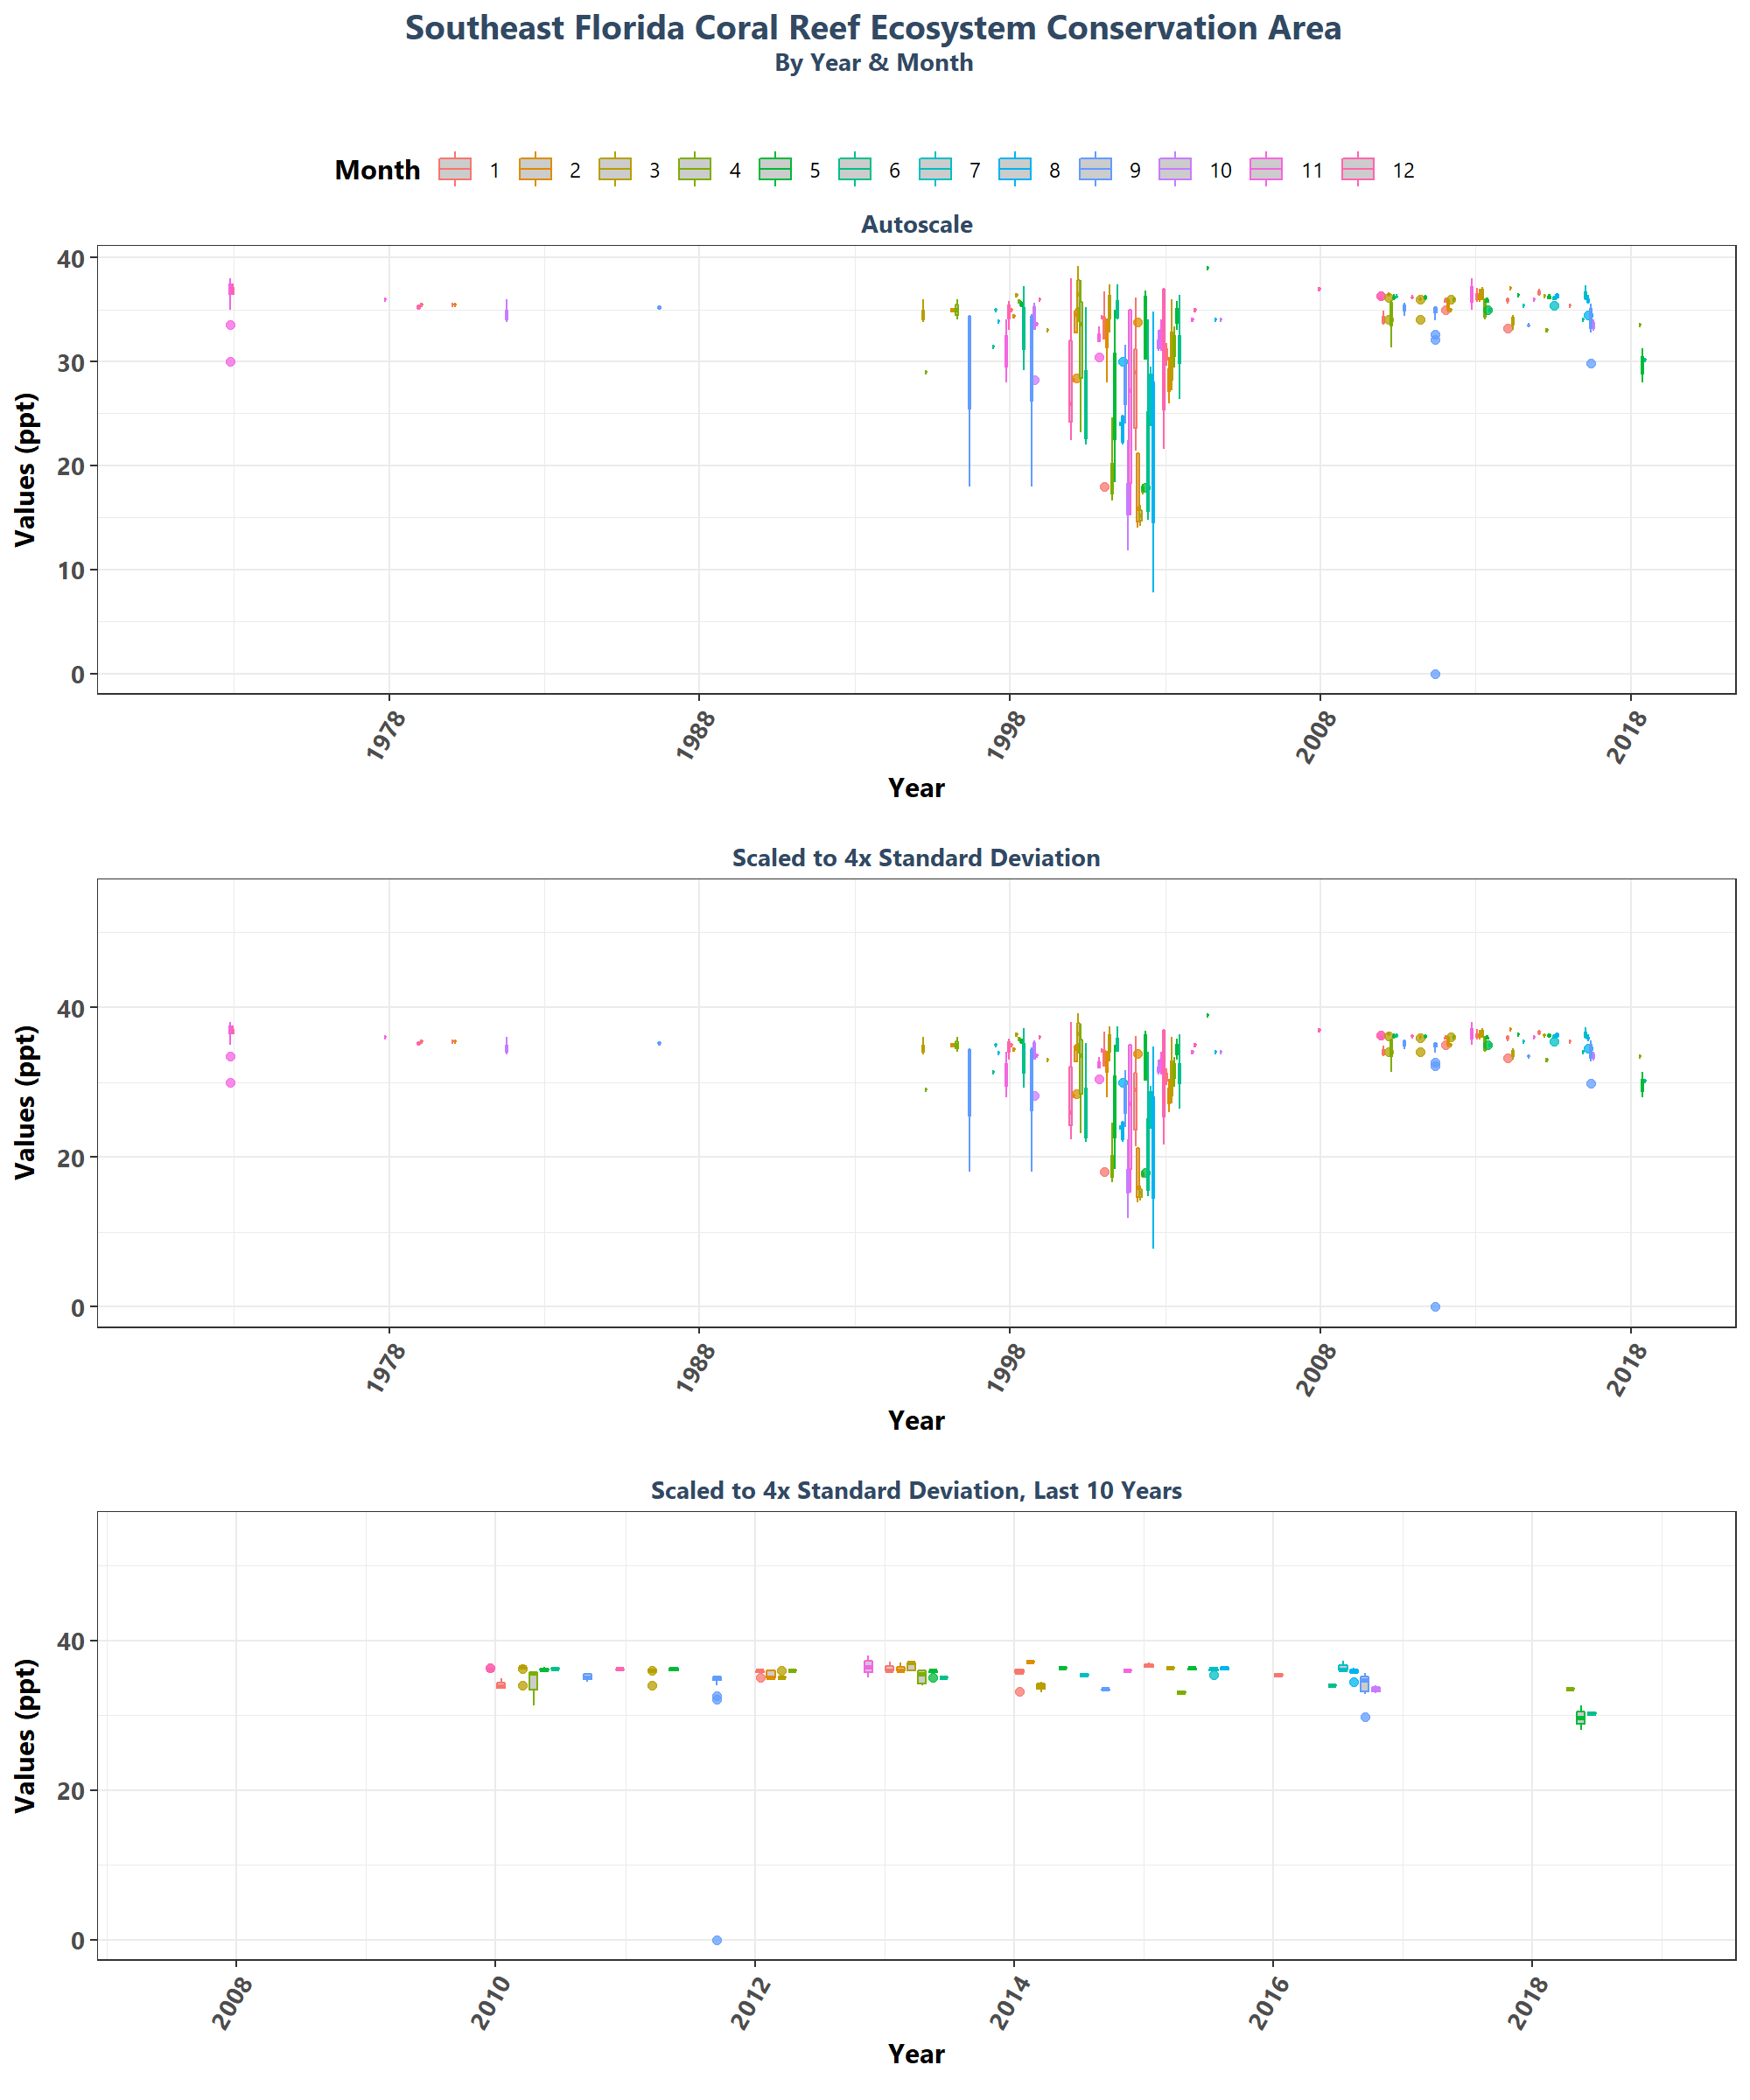 Southeast Florida Coral Reef Ecosystem Conservation Area
By Year & Month
Month 1 2 3 4 5 6 7 8 9 10 11 12
Autoscale
40
30
20
10
0
Values (ppt)
1978 1988 1998 2008 2018
Year
Scaled to 4x Standard Deviation
40
20
0
Values (ppt)
1978 1988 1998 2008 2018
Year
Scaled to 4x Standard Deviation, Last 10 Years
40
20
0
Values (ppt)
2008 2010 2012 2014 2016 2018
Year